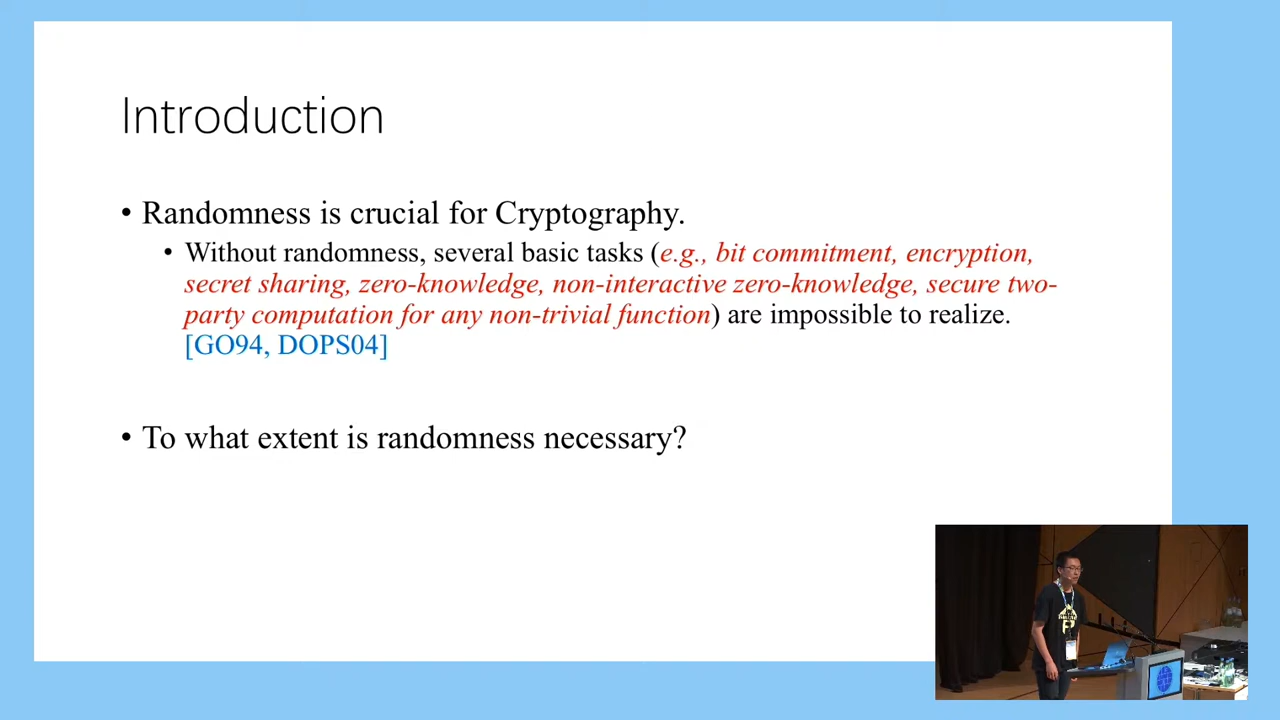 Introduction
• Randomness is crucial for Cryptography.
• Without randomness, several basic tasks (e.g., bit commitment, encryption,
secret sharing, zero-knowledge, non-interactive zero-knowledge, secure two-
party computation for any non-trivial function) are impossible to realize.
[GO94, DOPS04]
• To what extent is randomness necessary?